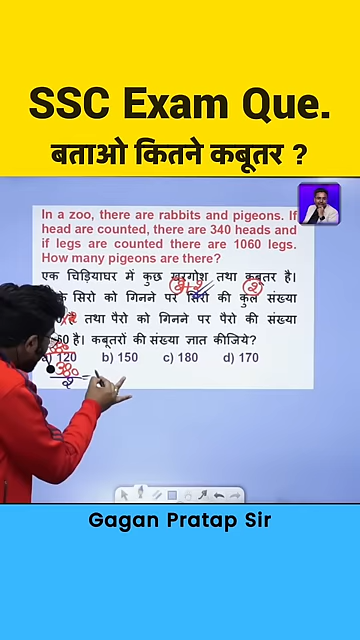 SSC Exam Que.
बताओ कितने कबूतर ?
In a zoo, there are rabbits and pigeons. If
head are counted, there are 340 heads and
if legs are counted there are 1060 legs.
How many pigeons are there?
एक चिड़ियाघर में कुछ खरगोश तथा कबूतर है।
सिरो को गिनने पर सिरो की कुल संख्या
तथा पैरो को गिनने पर पैरो की संख्या
60 है। कबूतरों की संख्या ज्ञात कीजिये?
a) 120 b) 150 c) 180 d) 170
Gagan Pratap Sir